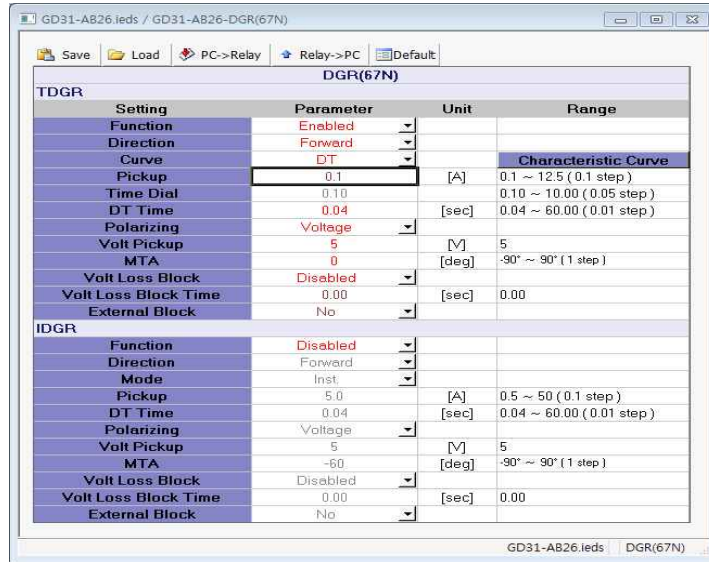 GD31-AB26.ieds / GD31-AB26-DGR(67N)
Save Load PC->Relay Relay->PC Default
DGR(67N)
TDGR
Setting Parameter Unit Range
Function Enabled
Direction Forward
Curve DT Characteristic Curve
Pickup 0.1 [A] 0.1 ~ 12.5 ( 0.1 step )
Time Dial 0.10 0.10 ~ 10.00 ( 0.05 step )
DT Time 0.04 [sec] 0.04 ~ 60.00 ( 0.01 step )
Polarizing Voltage
Volt Pickup 5 [V] 5
MTA 0 [deg] -90° ~ 90° ( 1 step )
Volt Loss Block Disabled
Volt Loss Block Time 0.00 [sec] 0.00
External Block No
IDGR
Function Disabled
Direction Forward
Mode Inst.
Pickup 5.0 [A] 0.5 ~ 50 ( 0.1 step )
DT Time 0.04 [sec] 0.04 ~ 60.00 ( 0.01 step )
Polarizing Voltage
Volt Pickup 5 [V] 5
MTA -60 [deg] -90° ~ 90° ( 1 step )
Volt Loss Block Disabled
Volt Loss Block Time 0.00 [sec] 0.00
External Block No
GD31-AB26.ieds DGR(67N)